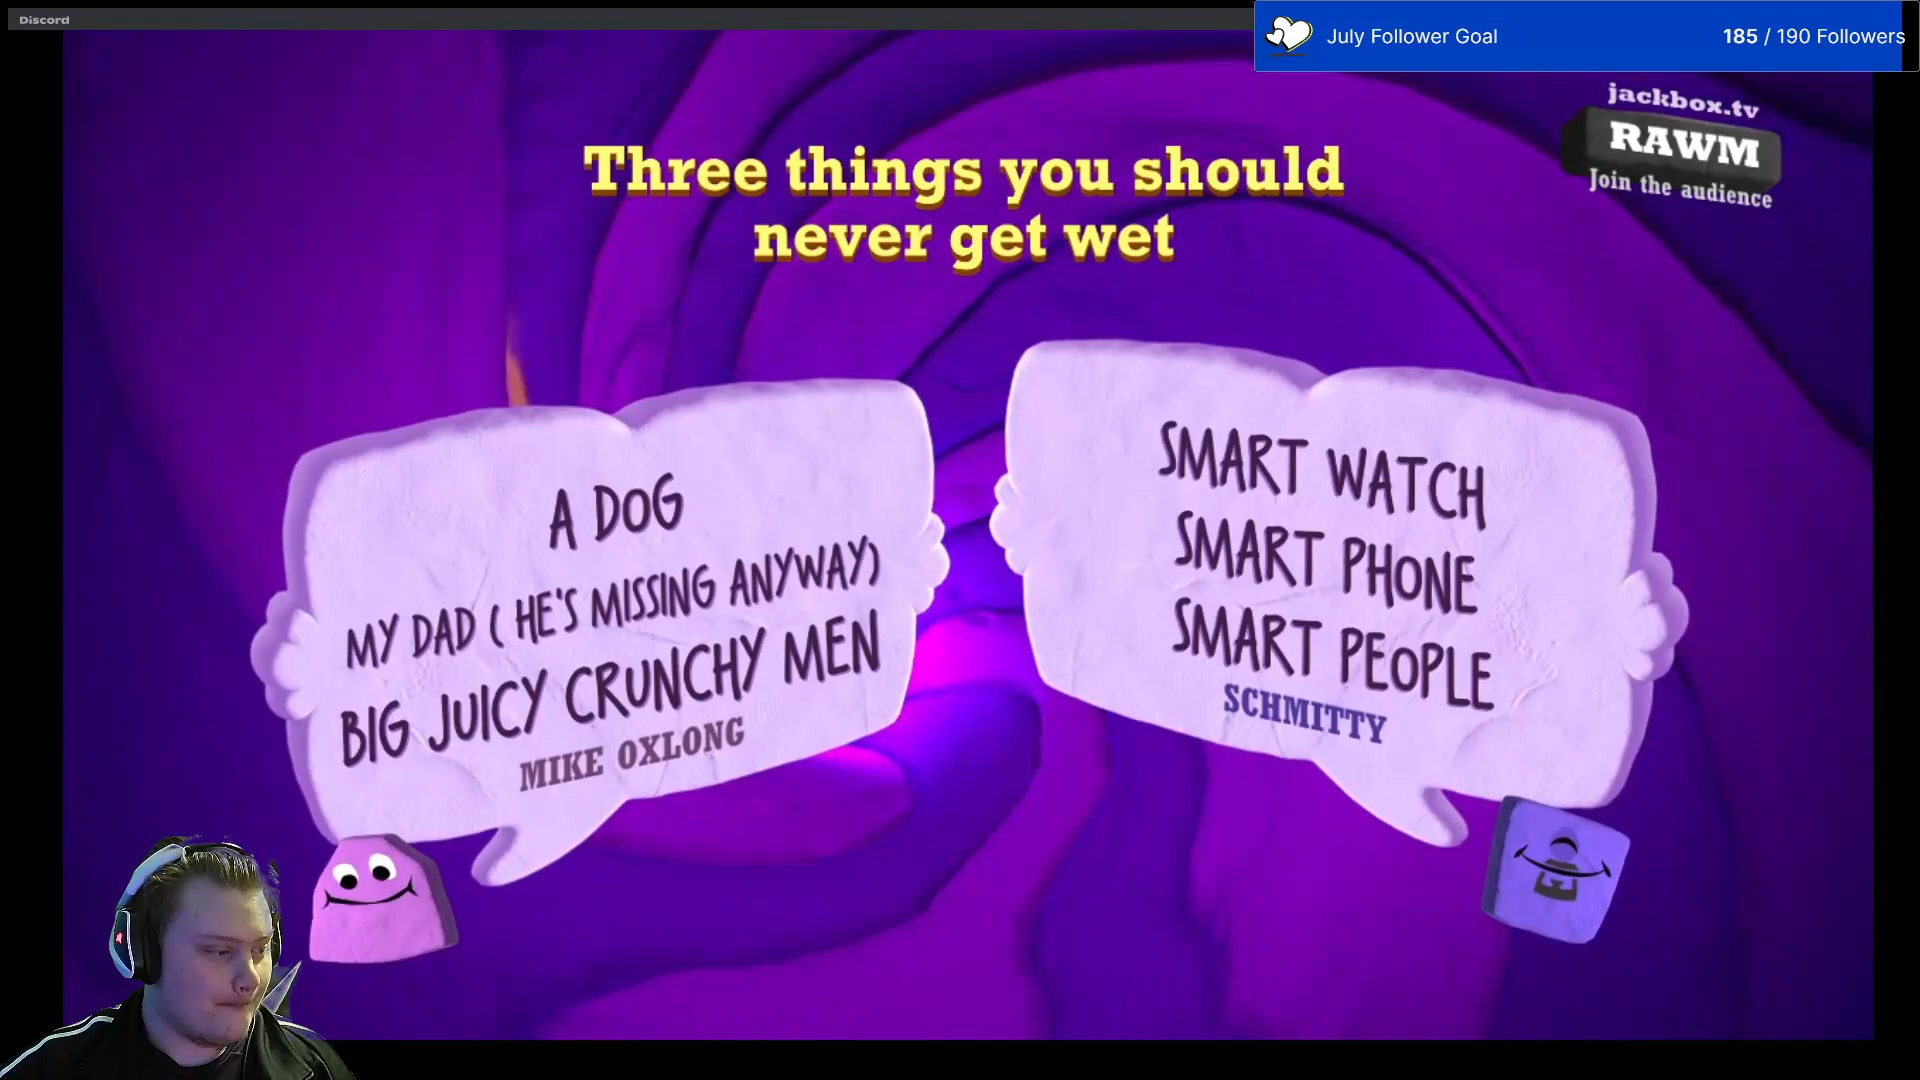 Discord
July Follower Goal
185 / 190 Followers
jackbox.tv
RAWM
Join the audience
Three things you should
never get wet
A DOG
MY DAD ( HE'S MISSING ANYWAY)
BIG JUICY CRUNCHY MEN
MIKE OXLONG
SMART WATCH
SMART PHONE
SMART PEOPLE
SCHMITTY